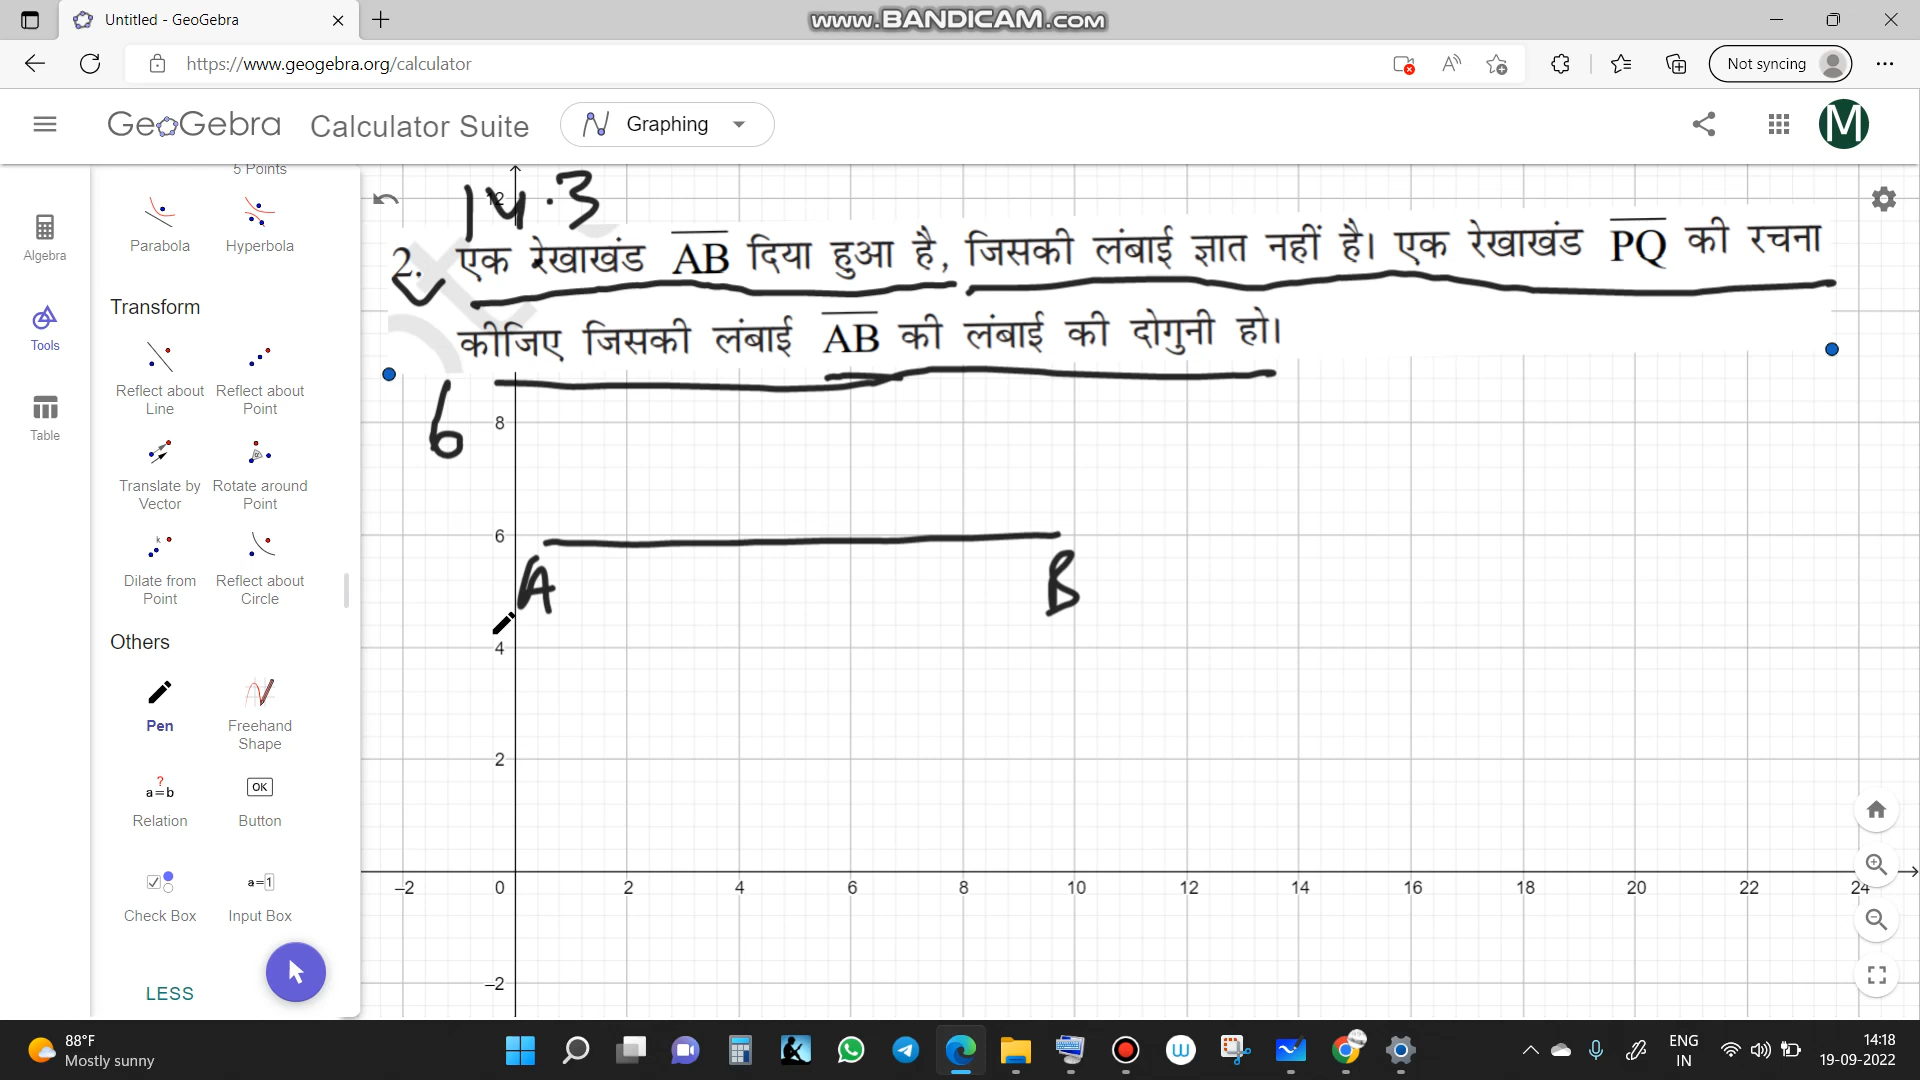 Untitled - GeoGebra
www.BANDICAM.com
https://www.geogebra.org/calculator
Not syncing
GeoGebra Calculator Suite
Graphing
M
Algebra
Tools
Table
5 Points
Parabola
Hyperbola
Transform
Reflect about Line
Reflect about Point
Translate by Vector
Rotate around Point
Dilate from Point
Reflect about Circle
Others
Pen
Freehand Shape
a=b
Relation
OK
Button
Check Box
a=1
Input Box
LESS
14.3
2. एक रेखाखंड AB दिया हुआ है, जिसकी लंबाई ज्ञात नहीं है। एक रेखाखंड PQ की रचना
कीजिए जिसकी लंबाई AB की लंबाई की दोगुनी हो।
6
A B
12
8
6
4
2
–2 0 2 4 6 8 10 12 14 16 18 20 22 24
–2
88°F
Mostly sunny
ENG
IN
14:18
19-09-2022